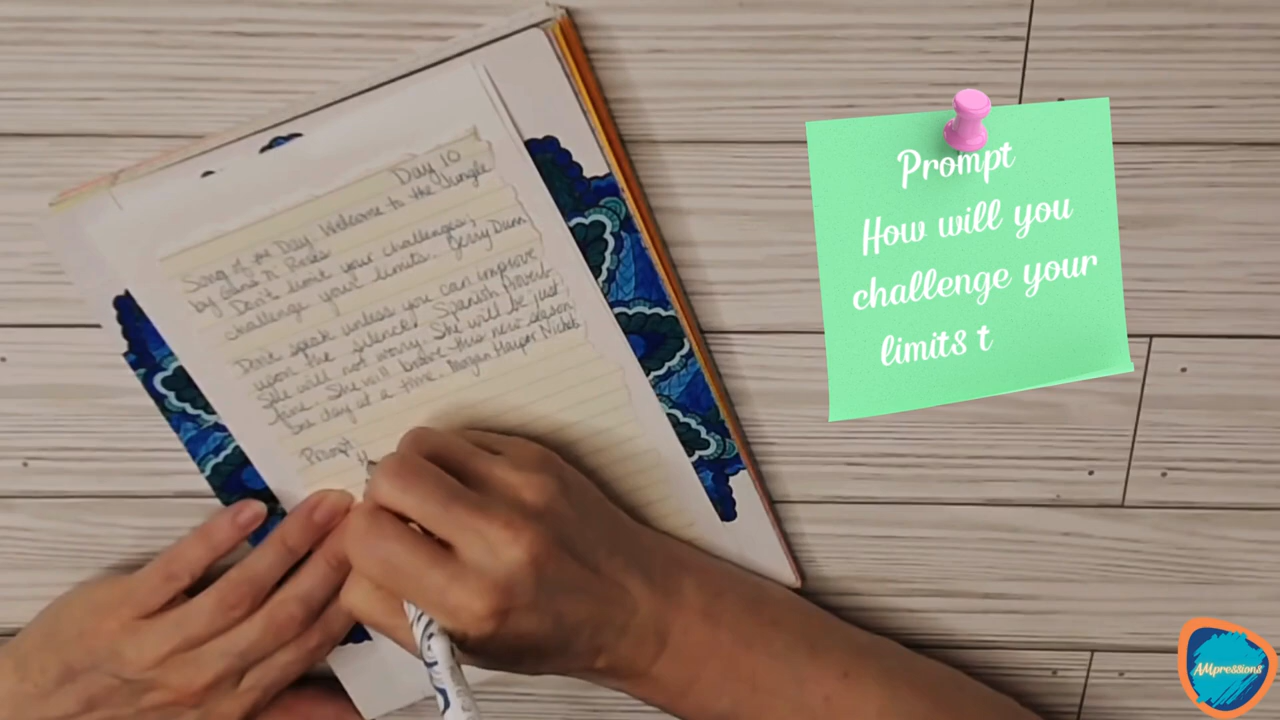 Day 10
Song of the Day Welcome to the Jungle
by Guns N Roses
Don't limit your challenges,
challenge your limits. Jerry Dunn
Don't speak unless you can improve
upon the silence. Spanish Proverb
She will not worry. She will be just
fine. She will brave this new season
one day at a time. Morgan Harper Nichols
Prompt
H
Prompt
How will you
challenge your
limits t
AMpressions